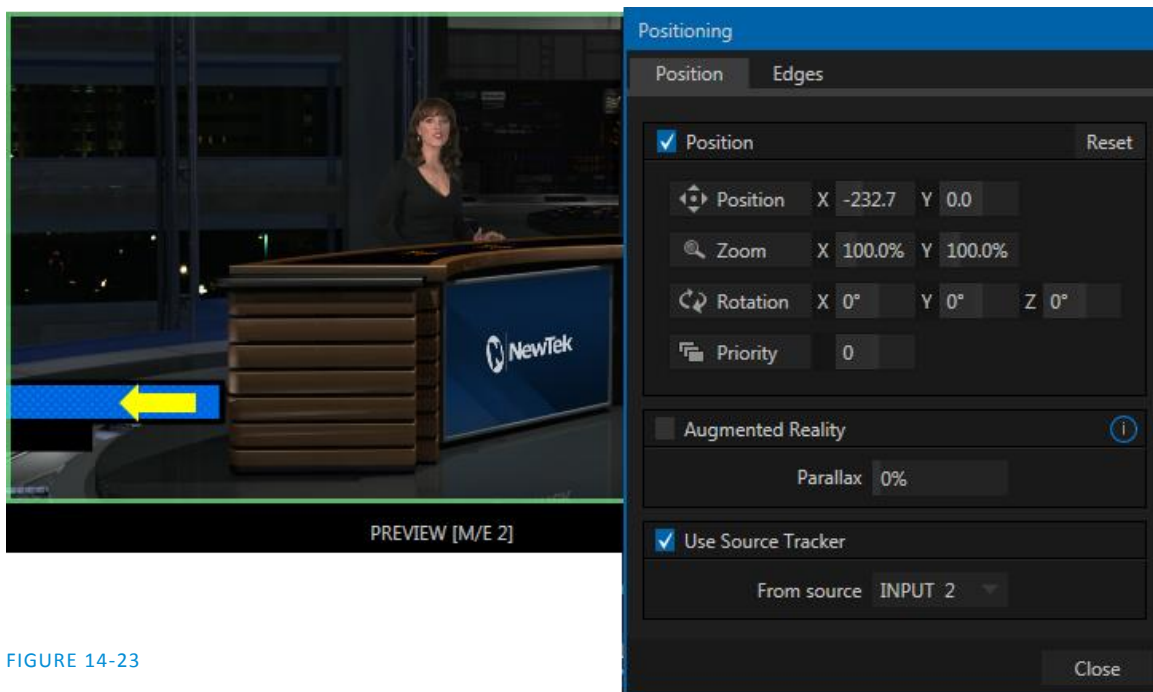 NewTek
PREVIEW [M/E 2]
FIGURE 14-23
Positioning
Position Edges
Position Reset
Position X -232.7 Y 0.0
Zoom X 100.0% Y 100.0%
Rotation X 0° Y 0° Z 0°
Priority 0
Augmented Reality i
Parallax 0%
Use Source Tracker
From source INPUT 2
Close